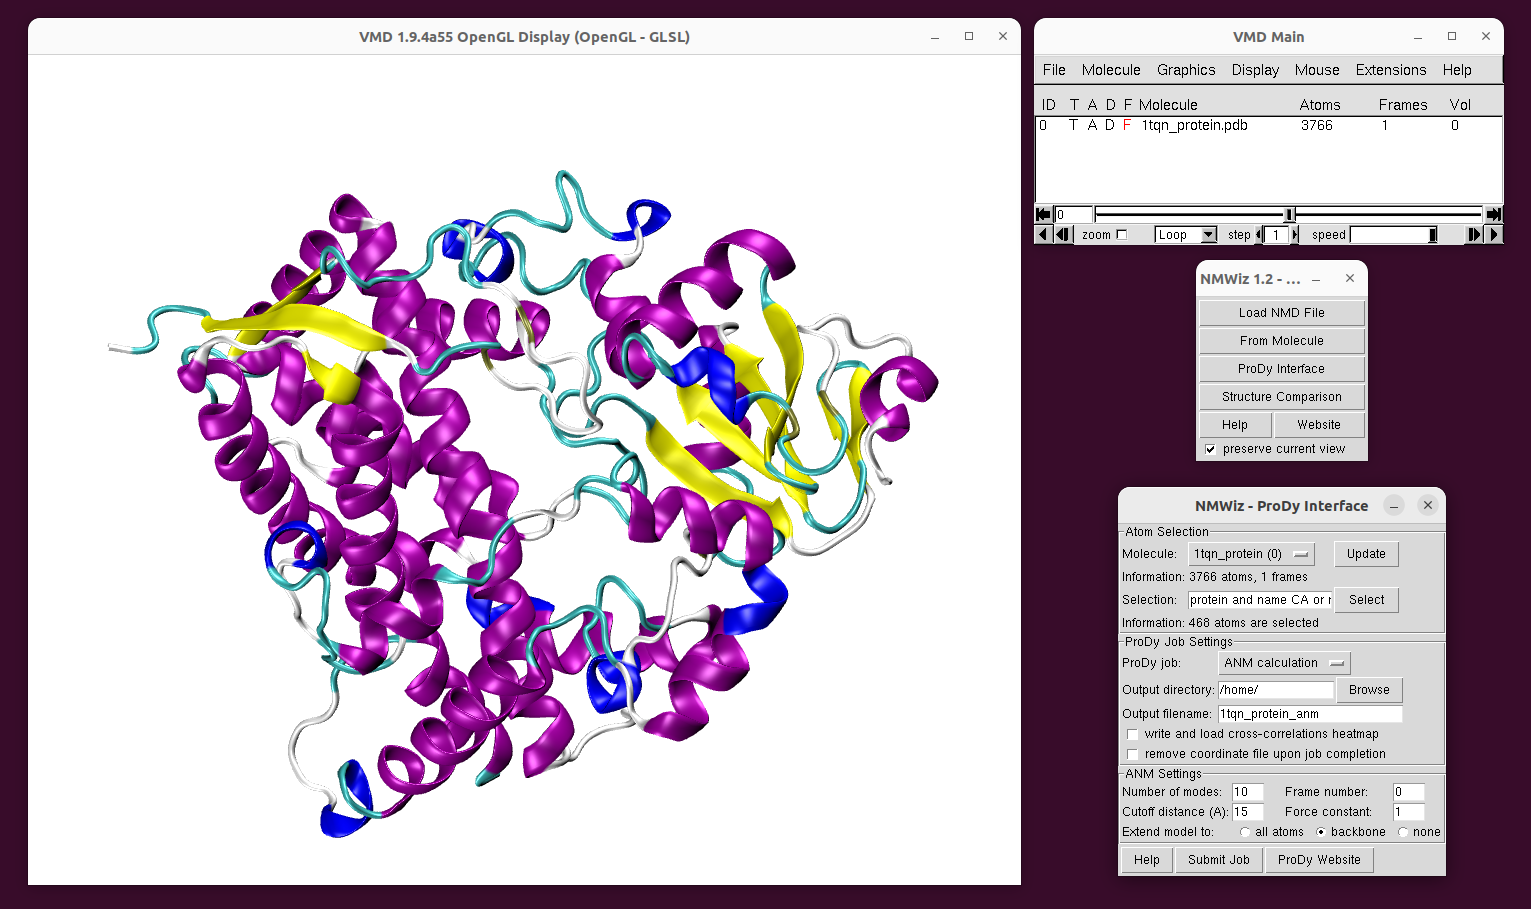 VMD 1.9.4a55 OpenGL Display (OpenGL - GLSL)
VMD Main
File Molecule Graphics Display Mouse Extensions Help
ID T A D F Molecule Atoms Frames Vol
0 T A D F 1tqn_protein.pdb 3766 1 0
0
zoom Loop step 1 speed
NMWiz 1.2 - ...
Load NMD File
From Molecule
ProDy Interface
Structure Comparison
Help Website
preserve current view
NMWiz - ProDy Interface
Atom Selection
Molecule: 1tqn_protein (0) Update
Information: 3766 atoms, 1 frames
Selection: protein and name CA or Select
Information: 468 atoms are selected
ProDy Job Settings
ProDy job: ANM calculation
Output directory: /home/ Browse
Output filename: 1tqn_protein_anm
write and load cross-correlations heatmap
remove coordinate file upon job completion
ANM Settings
Number of modes: 10 Frame number: 0
Cutoff distance (A): 15 Force constant: 1
Extend model to: all atoms backbone none
Help Submit Job ProDy Website